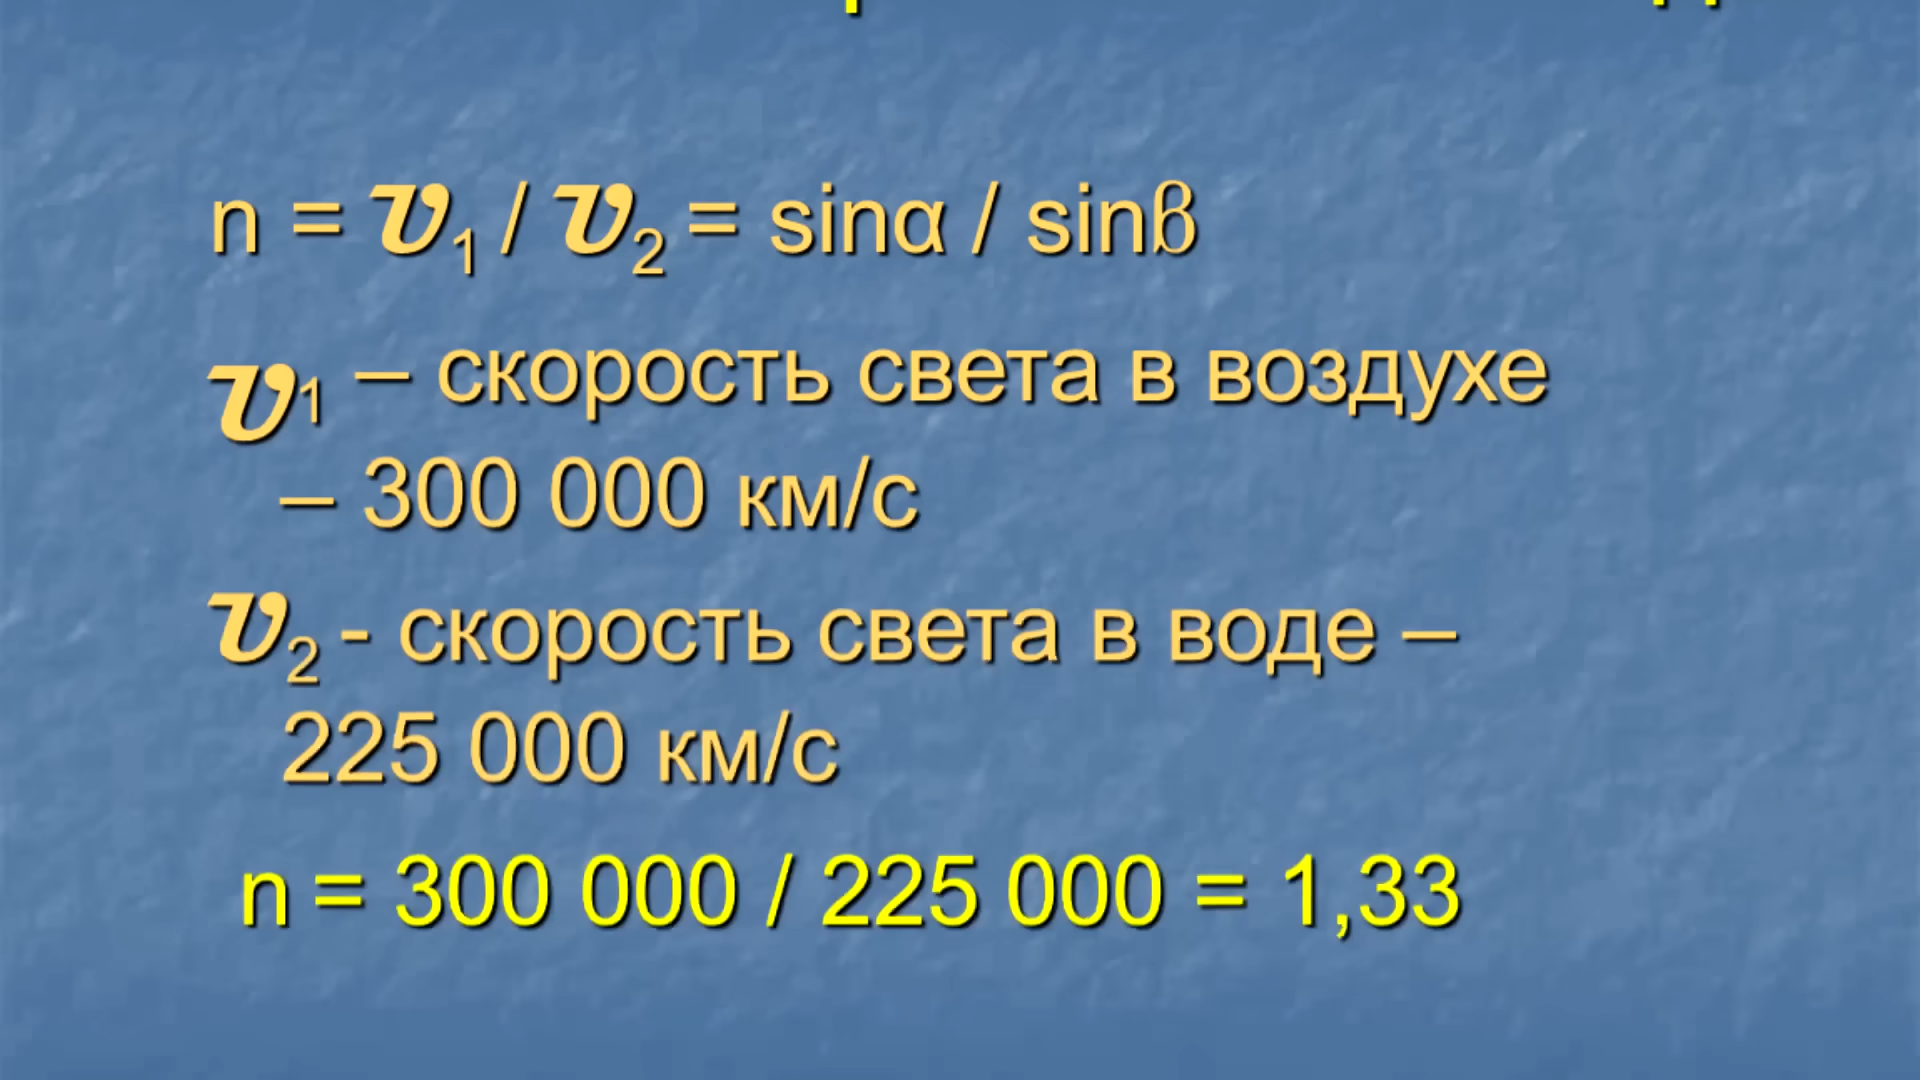 n = v₁ / v₂ = sinα / sinβ
v₁ – скорость света в воздухе
– 300 000 км/с
v₂ - скорость света в воде –
225 000 км/с
n = 300 000 / 225 000 = 1,33